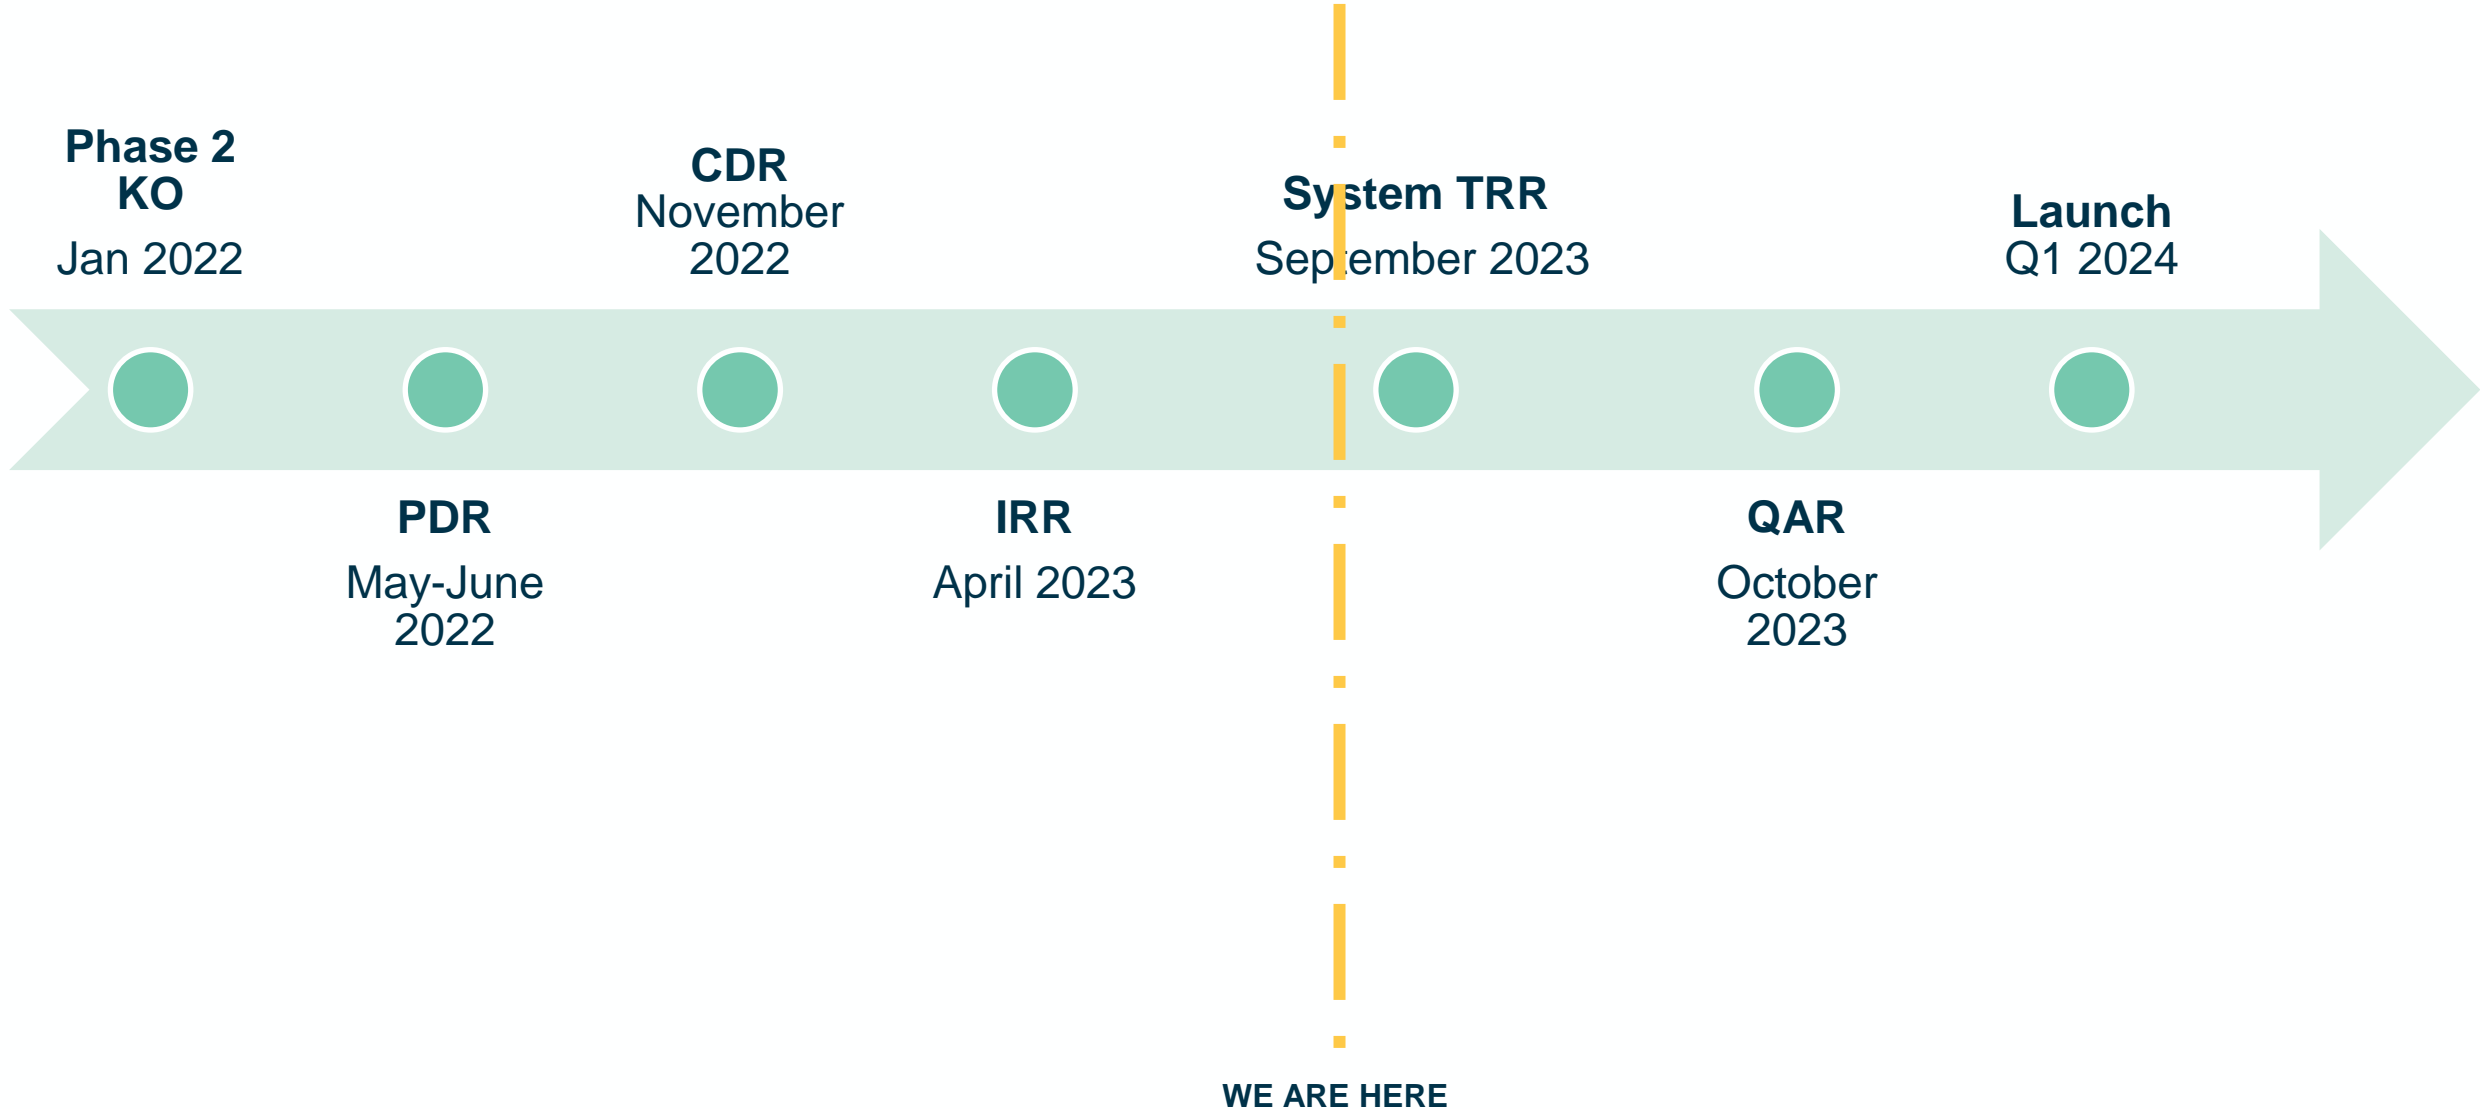 Phase 2
KO
Jan 2022
CDR
November
2022
System TRR
September 2023
Launch
Q1 2024
PDR
May-June
2022
IRR
April 2023
QAR
October
2023
WE ARE HERE